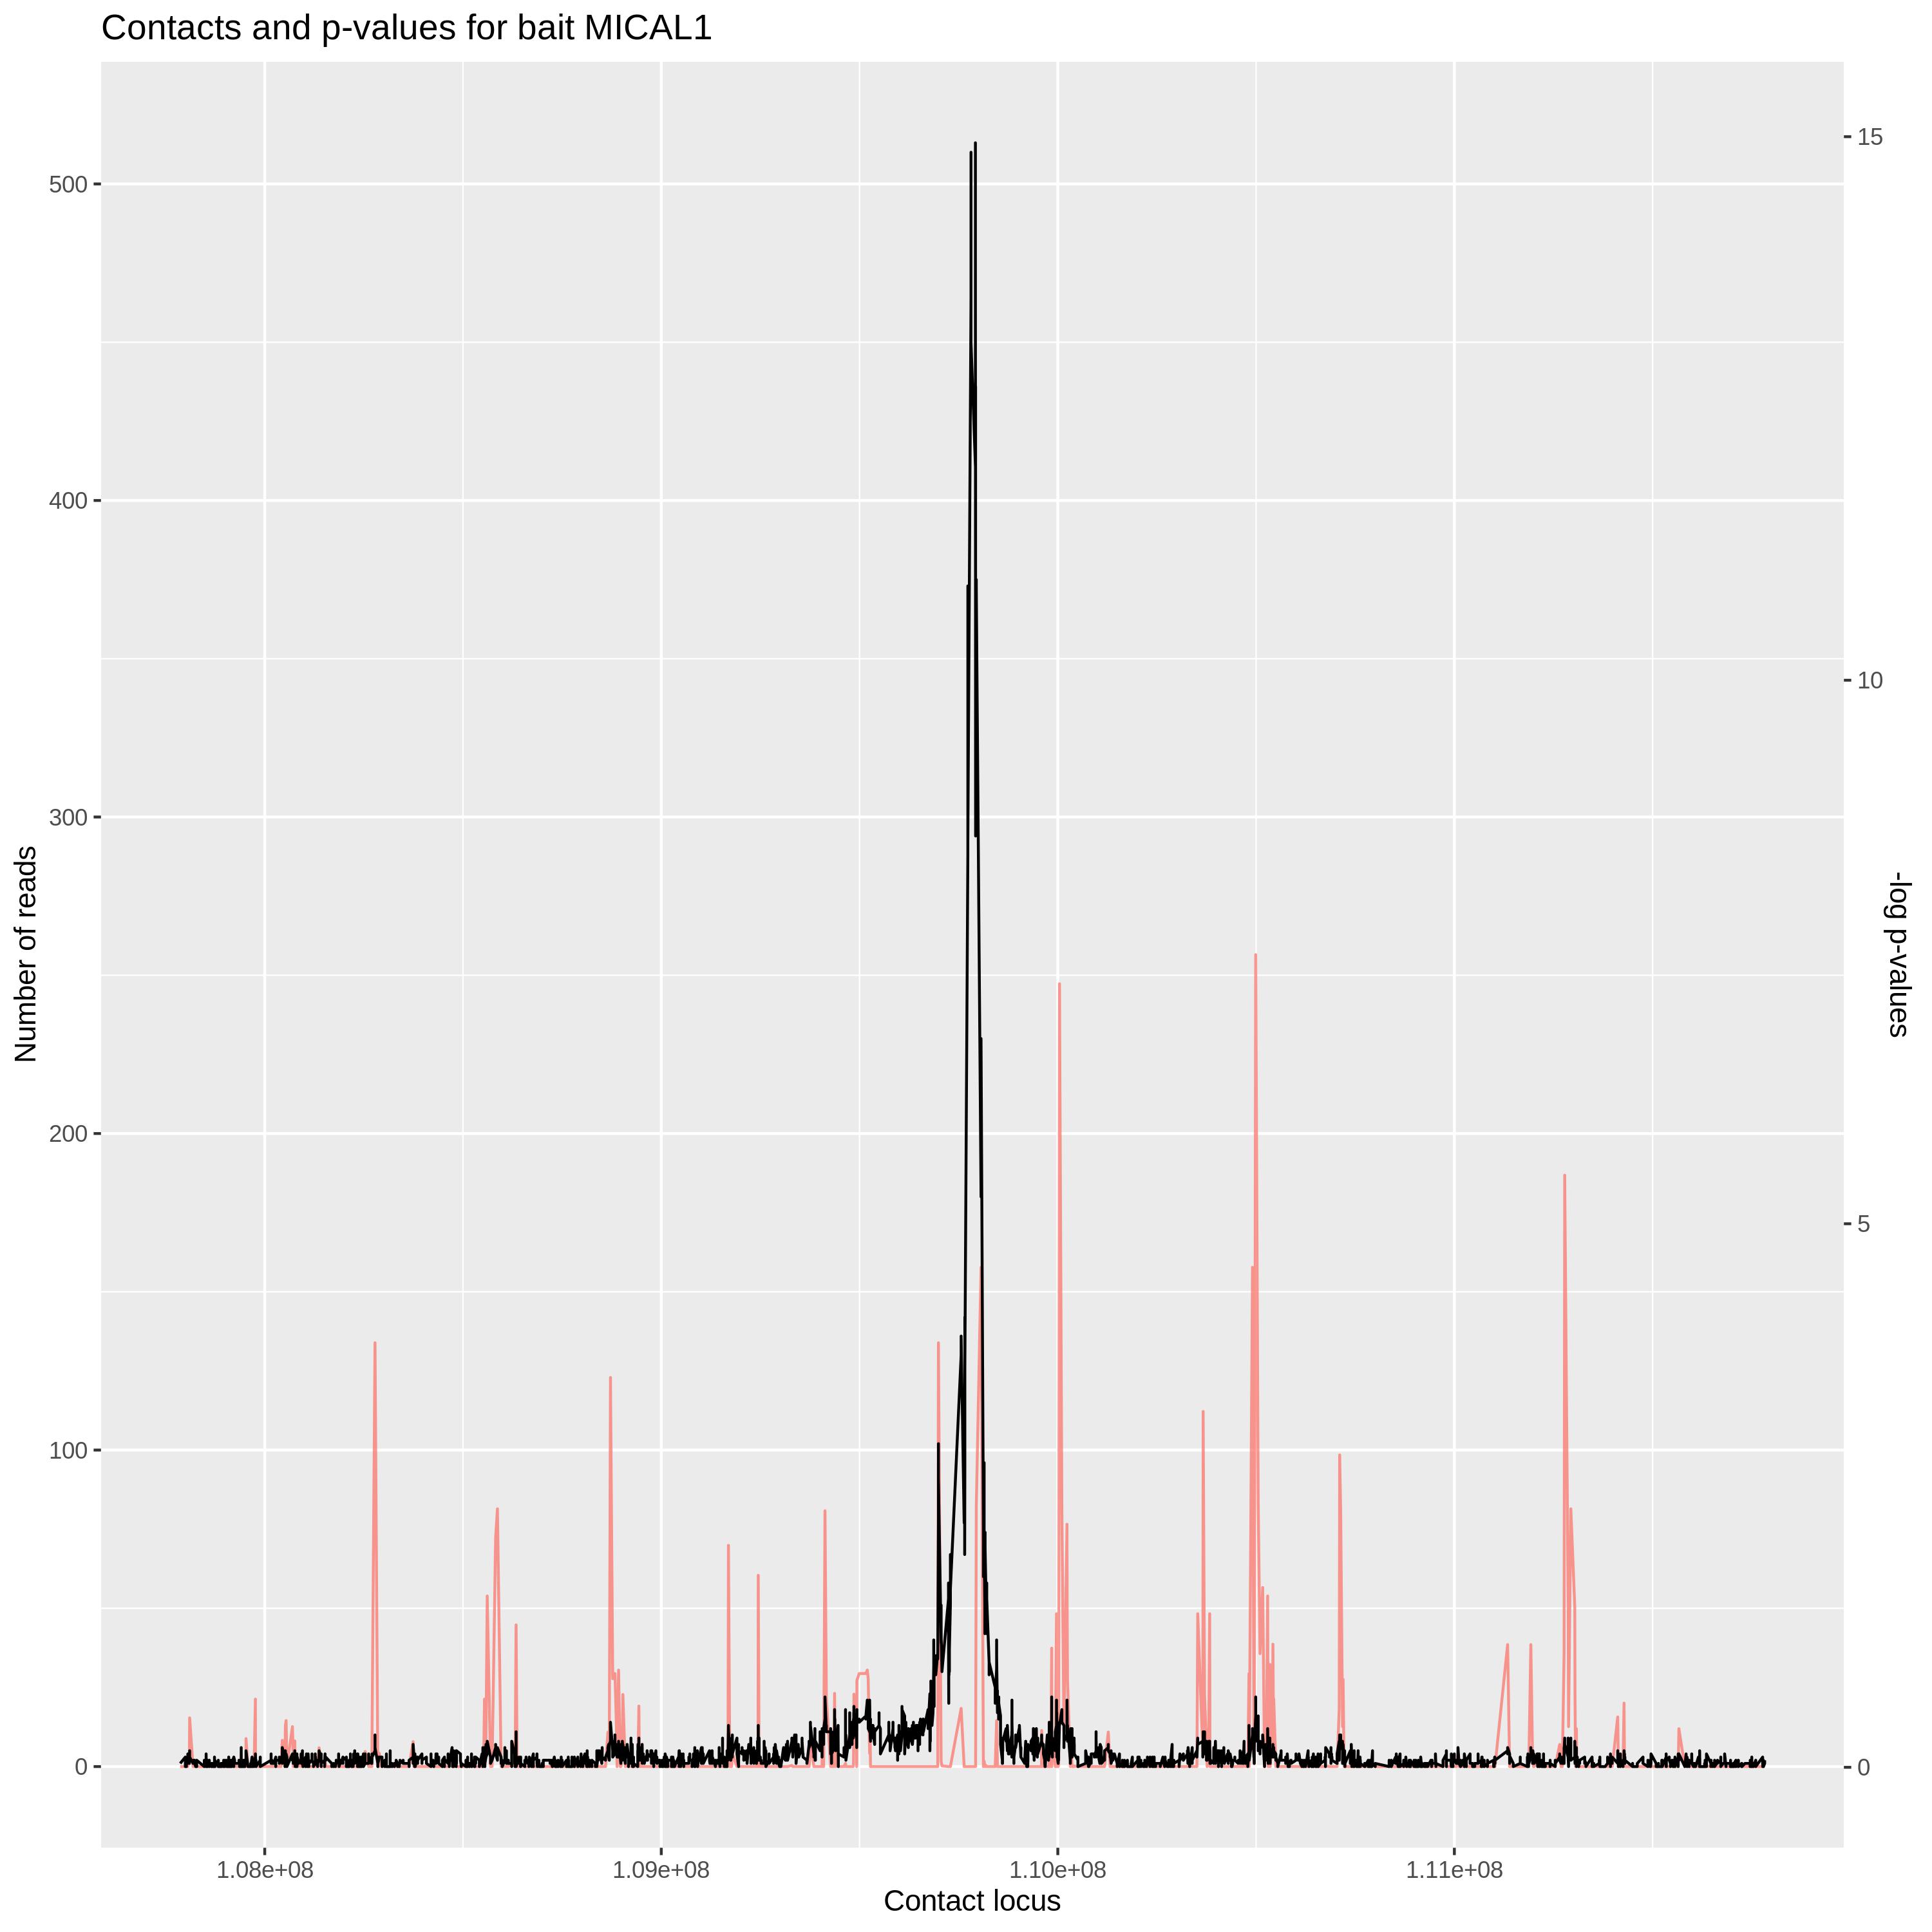 Contacts and p-values for bait MICAL1
500
400
300
200
100
0
Number of reads
15
10
5
0
-log p-values
1.08e+08 1.09e+08 1.10e+08 1.11e+08
Contact locus